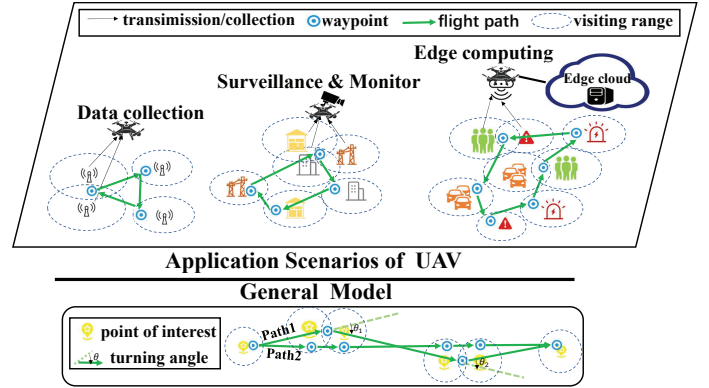 transimission/collection waypoint flight path visiting range
Edge computing
Surveillance & Monitor
Edge cloud
Data collection
Application Scenarios of UAV
General Model
point of interest
θ turning angle
Path1
Path2
θ1
θ2